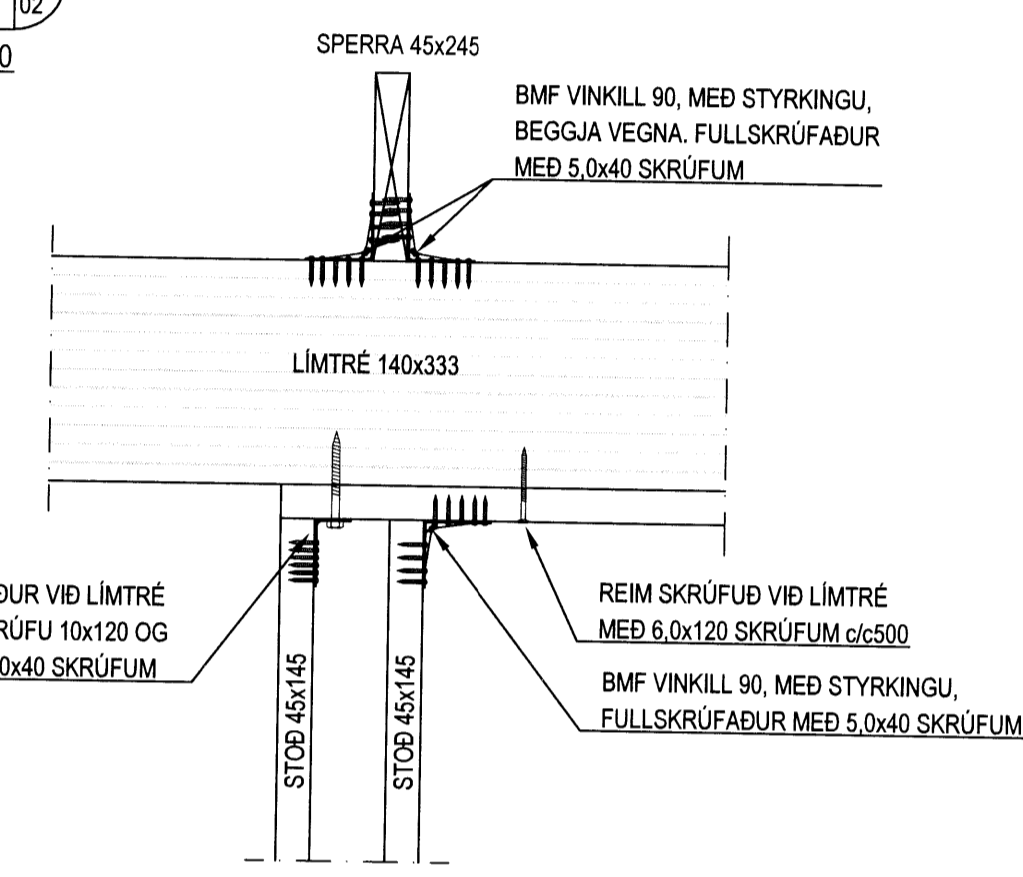 02
0
SPERRA 45x245
BMF VINKILL 90, MEÐ STYRKINGU,
BEGGJA VEGNA. FULLSKRÚFAÐUR
MEÐ 5,0x40 SKRÚFUM
LÍMTRÉ 140x333
ÐUR VIÐ LÍMTRÉ
RÚFU 10x120 OG
0x40 SKRÚFUM
STOÐ 45x145
STOÐ 45x145
REIM SKRÚFUÐ VIÐ LÍMTRÉ
MEÐ 6,0x120 SKRÚFUM c/c500
BMF VINKILL 90, MEÐ STYRKINGU,
FULLSKRÚFAÐUR MEÐ 5,0x40 SKRÚFUM